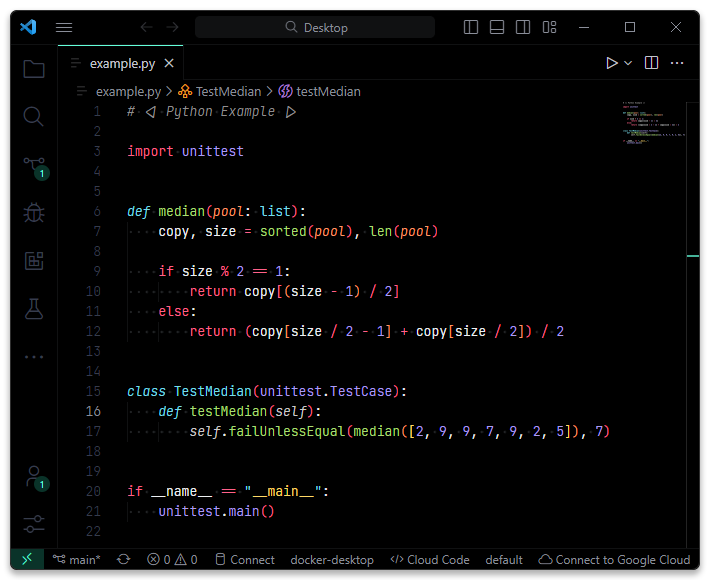 Desktop
example.py
example.py > TestMedian > testMedian
1 # ◁ Python Example ▷
2
3 import unittest
4
5
6 def median(pool: list):
7 copy, size = sorted(pool), len(pool)
8
9 if size % 2 == 1:
10 return copy[(size - 1) / 2]
11 else:
12 return (copy[size / 2 - 1] + copy[size / 2]) / 2
13
14
15 class TestMedian(unittest.TestCase):
16 def testMedian(self):
17 self.failUnlessEqual(median([2, 9, 9, 7, 9, 2, 5]), 7)
18
19
20 if __name__ == "__main__":
21 unittest.main()
22
1
1
main* 0 0 Connect docker-desktop Cloud Code default Connect to Google Cloud